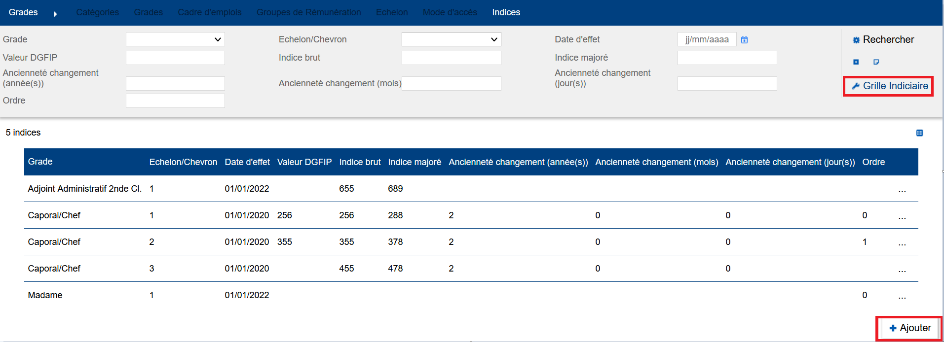 Grades Catégories Grades Cadre d'emplois Groupes de Rémunération Echelon Mode d'accès Indices
Grade Echelon/Chevron Date d'effet jj/mm/aaaa Rechercher
Valeur DGFIP Indice brut Indice majoré
Ancienneté changement (année(s)) Ancienneté changement (mois) Ancienneté changement (jour(s)) Grille Indiciaire
Ordre
5 indices
Grade Echelon/Chevron Date d'effet Valeur DGFIP Indice brut Indice majoré Ancienneté changement (année(s)) Ancienneté changement (mois) Ancienneté changement (jour(s)) Ordre
Adjoint Administratif 2nde Cl. 1 01/01/2022 655 689 ...
Caporal/Chef 1 01/01/2020 256 256 288 2 0 0 0 ...
Caporal/Chef 2 01/01/2020 355 355 378 2 0 0 1 ...
Caporal/Chef 3 01/01/2020 455 478 2 0 0 ...
Madame 1 01/01/2022 0 ...
Ajouter